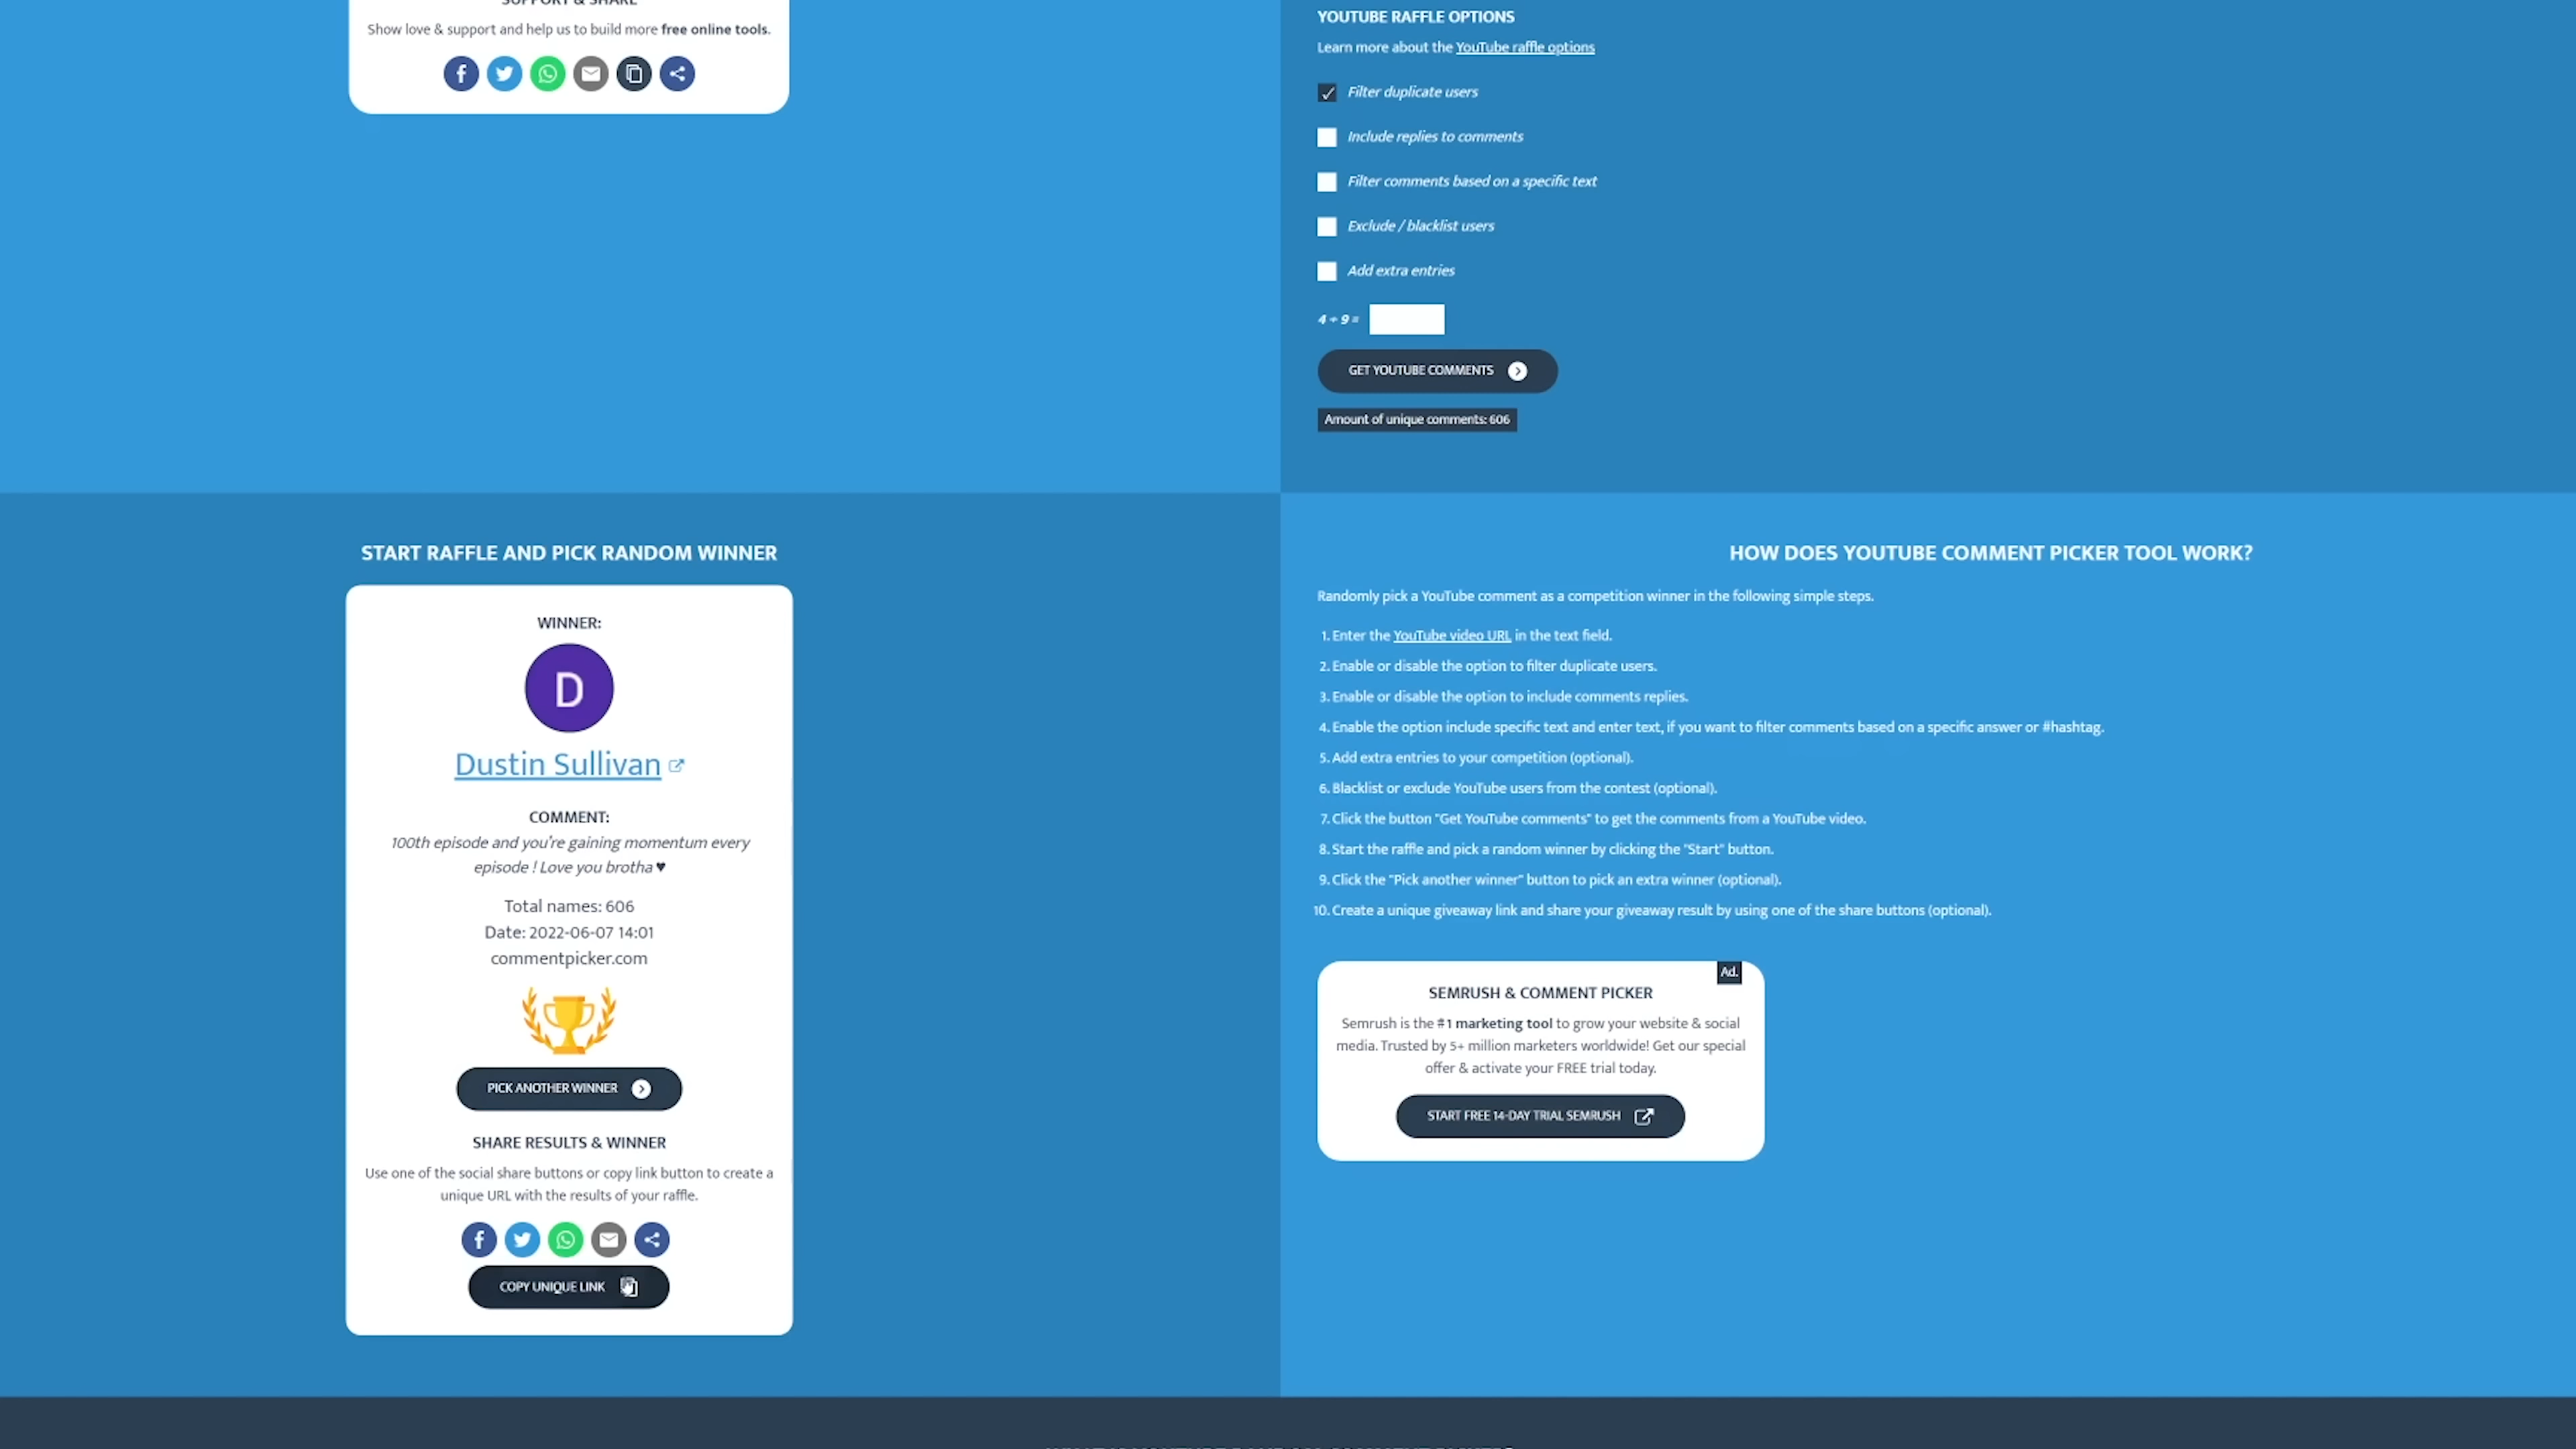 SUPPORT & SHARE
Show love & support and help us to build more free online tools.
YOUTUBE RAFFLE OPTIONS
Learn more about the YouTube raffle options
Filter duplicate users
Include replies to comments
Filter comments based on a specific text
Exclude / blacklist users
Add extra entries
GET YOUTUBE COMMENTS
Amount of unique comments: 606
START RAFFLE AND PICK RANDOM WINNER
WINNER:
D
Dustin Sullivan
COMMENT:
100th episode and you're gaining momentum every
episode ! Love you brotha ♥
Total names: 606
Date: 2022-06-07 14:01
commentpicker.com
PICK ANOTHER WINNER
SHARE RESULTS & WINNER
Use one of the social share buttons or copy link button to create a
unique URL with the results of your raffle.
COPY UNIQUE LINK
HOW DOES YOUTUBE COMMENT PICKER TOOL WORK?
Randomly pick a YouTube comment as a competition winner in the following simple steps.
1. Enter the YouTube video URL in the text field.
2. Enable or disable the option to filter duplicate users.
3. Enable or disable the option to include comments replies.
4. Enable the option include specific text and enter text, if you want to filter comments based on a specific answer or #hashtag.
5. Add extra entries to your competition (optional).
6. Blacklist or exclude YouTube users from the contest (optional).
7. Click the button "Get YouTube comments" to get the comments from a YouTube video.
8. Start the raffle and pick a random winner by clicking the "Start" button.
9. Click the "Pick another winner" button to pick an extra winner (optional).
10. Create a unique giveaway link and share your giveaway result by using one of the share buttons (optional).
Ad.
SEMRUSH & COMMENT PICKER
Semrush is the #1 marketing tool to grow your website & social
media. Trusted by 5+ million marketers worldwide! Get our special
offer & activate your FREE trial today.
START FREE 14-DAY TRIAL SEMRUSH